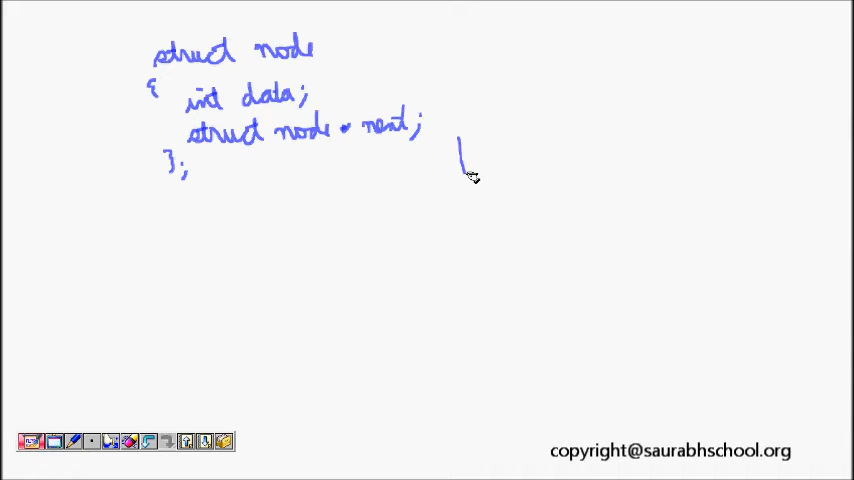 struct node
{
int data;
struct node * next;
};
copyright@saurabhschool.org